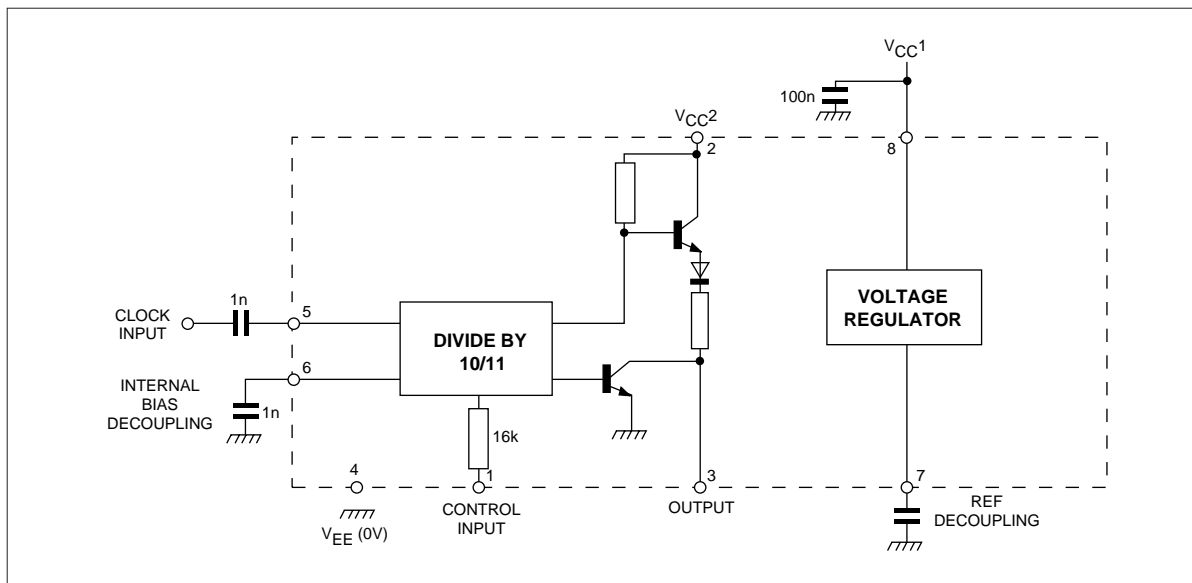 VCC1
100n
VCC2
2
8
1n
5
CLOCK
INPUT
DIVIDE BY
10/11
VOLTAGE
REGULATOR
6
INTERNAL
BIAS
DECOUPLING
1n
16k
4
1
3
7
VEE (0V)
CONTROL
INPUT
OUTPUT
REF
DECOUPLING